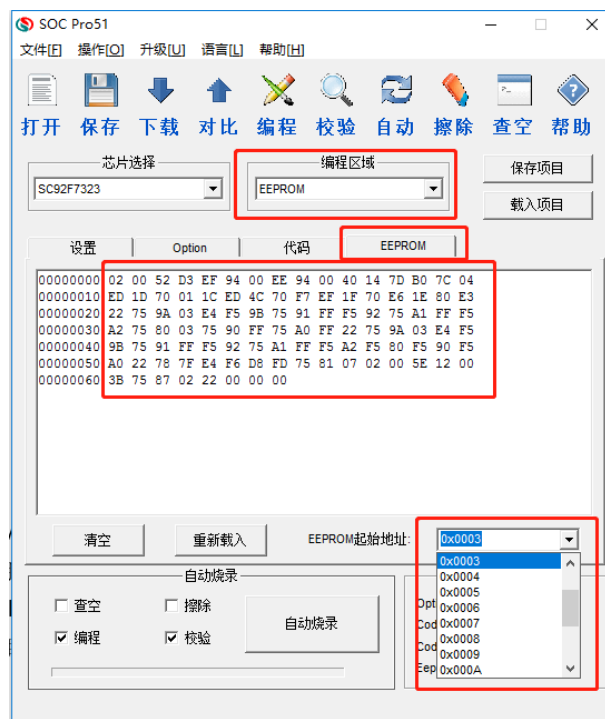 SOC Pro51
文件[F] 操作[O] 升级[U] 语言[L] 帮助[H]
打开 保存 下载 对比 编程 校验 自动 擦除 查空 帮助
芯片选择 编程区域 保存项目
SC92F7323 EEPROM
载入项目
设置 Option 代码 EEPROM
00000000 02 00 52 D3 EF 94 00 EE 94 00 40 14 7D B0 7C 04
00000010 ED 1D 70 01 1C ED 4C 70 F7 EF 1F 70 E6 1E 80 E3
00000020 22 75 9A 03 E4 F5 9B 75 91 FF F5 92 75 A1 FF F5
00000030 A2 75 80 03 75 90 FF 75 A0 FF 22 75 9A 03 E4 F5
00000040 9B 75 91 FF F5 92 75 A1 FF F5 A2 F5 80 F5 90 F5
00000050 A0 22 78 7F E4 F6 D8 FD 75 81 07 02 00 5E 12 00
00000060 3B 75 87 02 22 00 00 00
清空 重新载入 EEPROM起始地址: 0x0003
0x0003
0x0004
0x0005
0x0006
0x0007
0x0008
0x0009
0x000A
自动烧录
查空 擦除
编程 校验
自动烧录
Opt
Cod
Cod
Eep